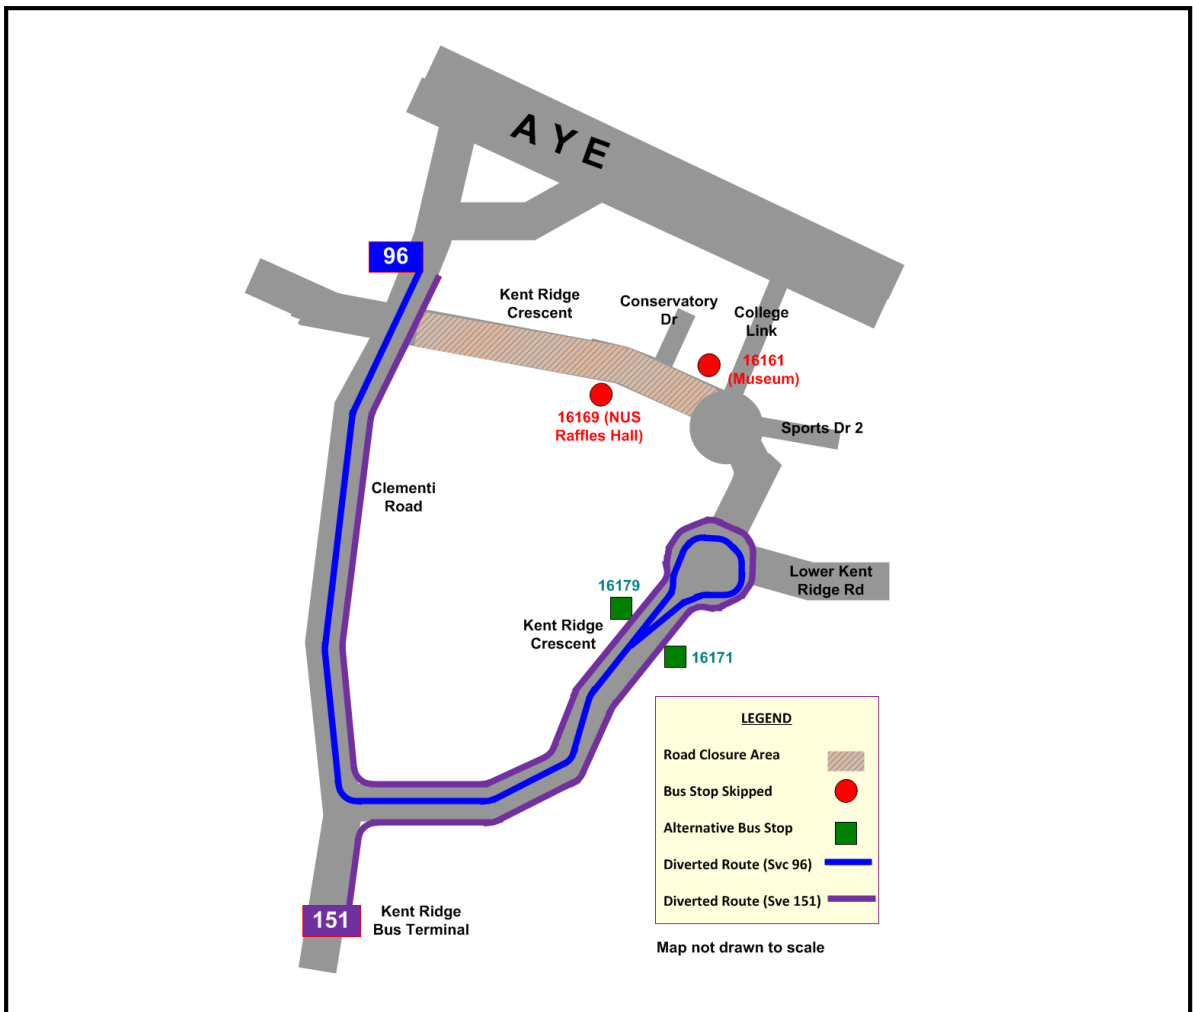 AYE
96
Kent Ridge
Crescent
Conservatory
Dr
College
Link
16161
(Museum)
16169 (NUS
Raffles Hall)
Sports Dr 2
Clementi
Road
Lower Kent
Ridge Rd
16179
Kent Ridge
Crescent
16171
LEGEND
Road Closure Area
Bus Stop Skipped
Alternative Bus Stop
Diverted Route (Svc 96)
Diverted Route (Sve 151)
151
Kent Ridge
Bus Terminal
Map not drawn to scale